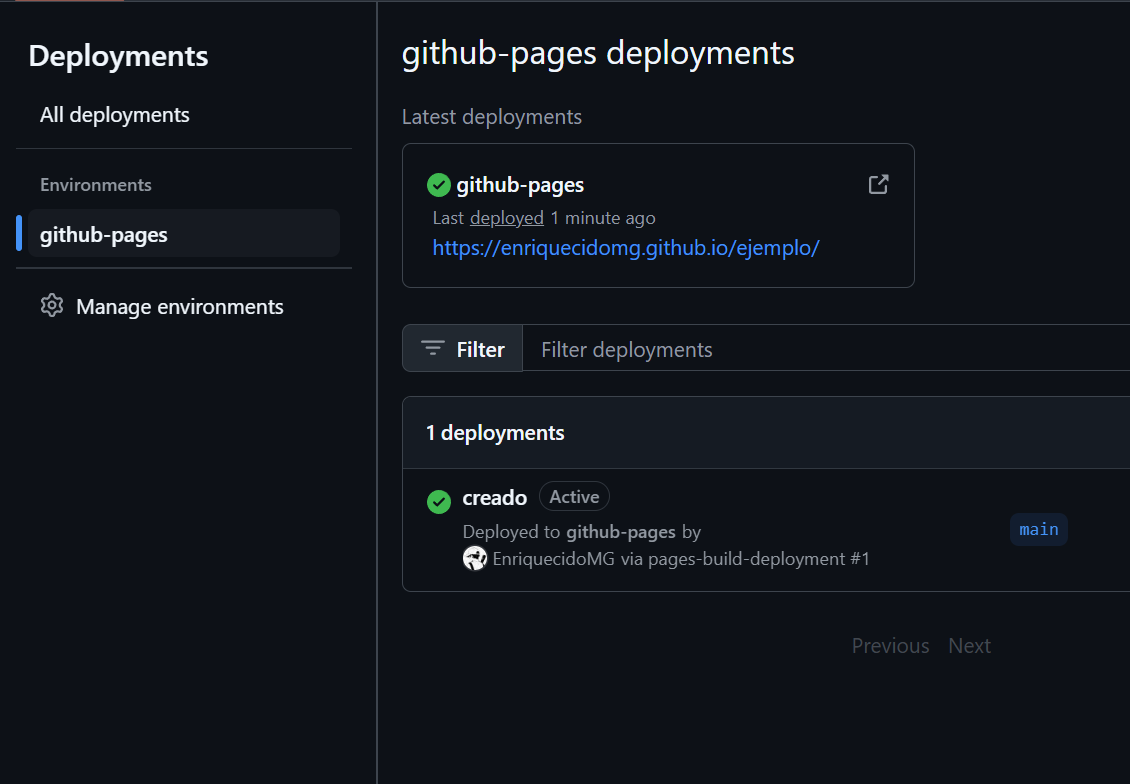 Deployments
All deployments
Environments
github-pages
Manage environments
github-pages deployments
Latest deployments
github-pages
Last deployed 1 minute ago
https://enriquecidomg.github.io/ejemplo/
Filter
Filter deployments
1 deployments
creado Active
Deployed to github-pages by
EnriquecidoMG via pages-build-deployment #1
main
Previous Next